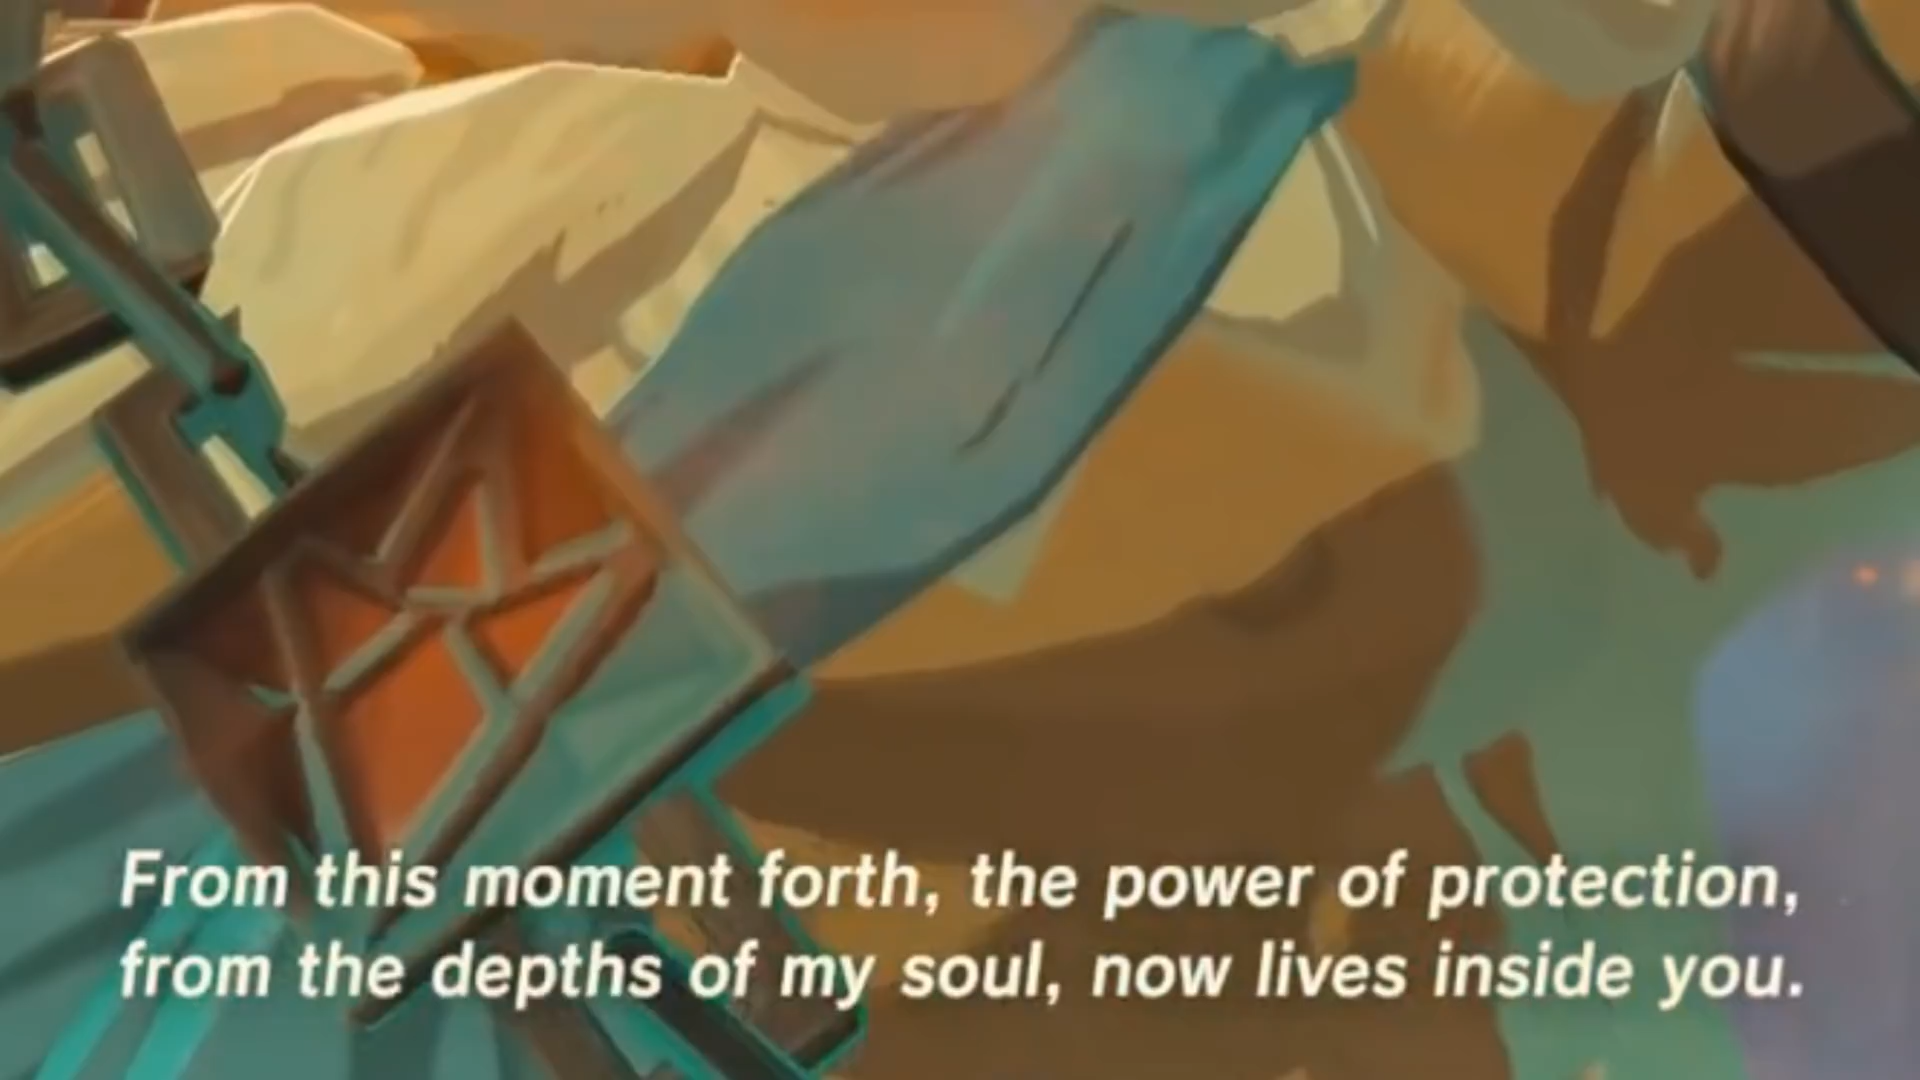 From this moment forth, the power of protection,
from the depths of my soul, now lives inside you.